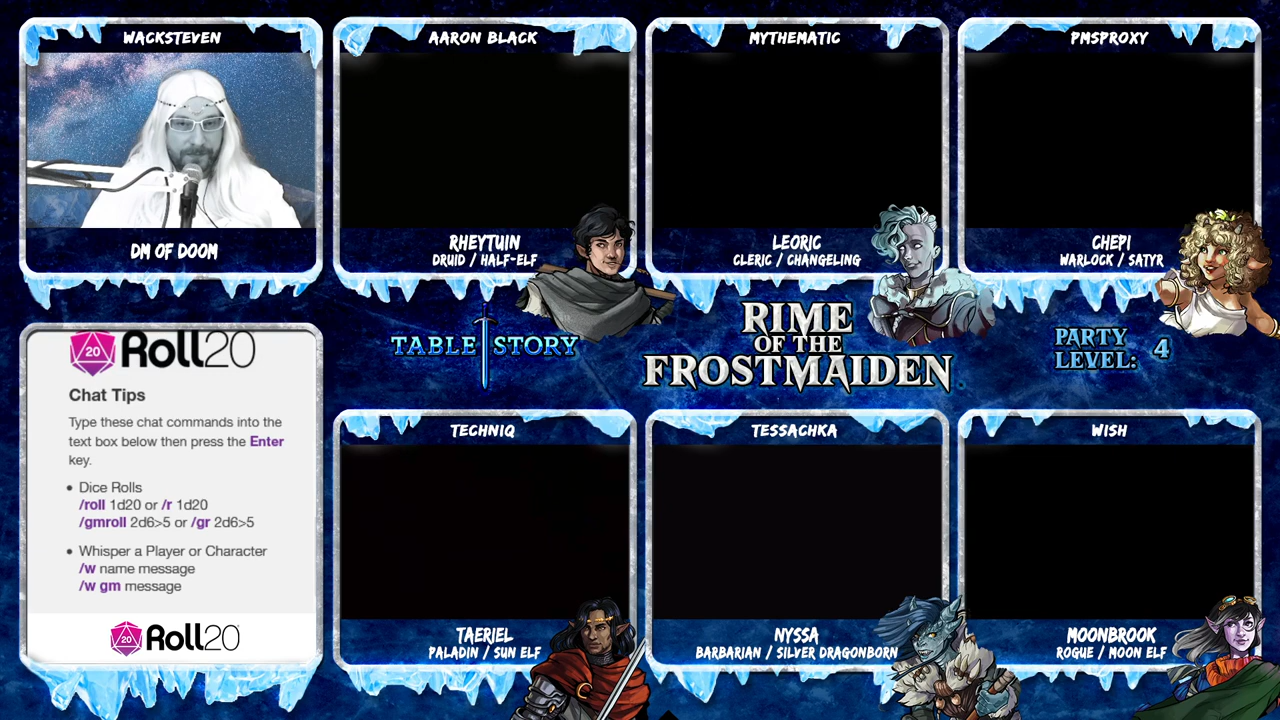 WACKSTEVEN
AARON BLACK
MYTHEMATIC
PMSPROXY
DM OF DOOM
RHEYTUIN
DRUID / HALF-ELF
LEORIC
CLERIC / CHANGELING
CHEPI
WARLOCK / SATYR
20 Roll20
Chat Tips
Type these chat commands into the
text box below then press the Enter
key.
• Dice Rolls
/roll 1d20 or /r 1d20
/gmroll 2d6>5 or /gr 2d6>5
• Whisper a Player or Character
/w name message
/w gm message
20 Roll20
TABLE STORY
RIME
OF THE
FROSTMAIDEN
PARTY
LEVEL: 4
TECHNIQ
TESSACHKA
WISH
TAERIEL
PALADIN / SUN ELF
NYSSA
BARBARIAN / SILVER DRAGONBORN
MOONBROOK
ROGUE / MOON ELF